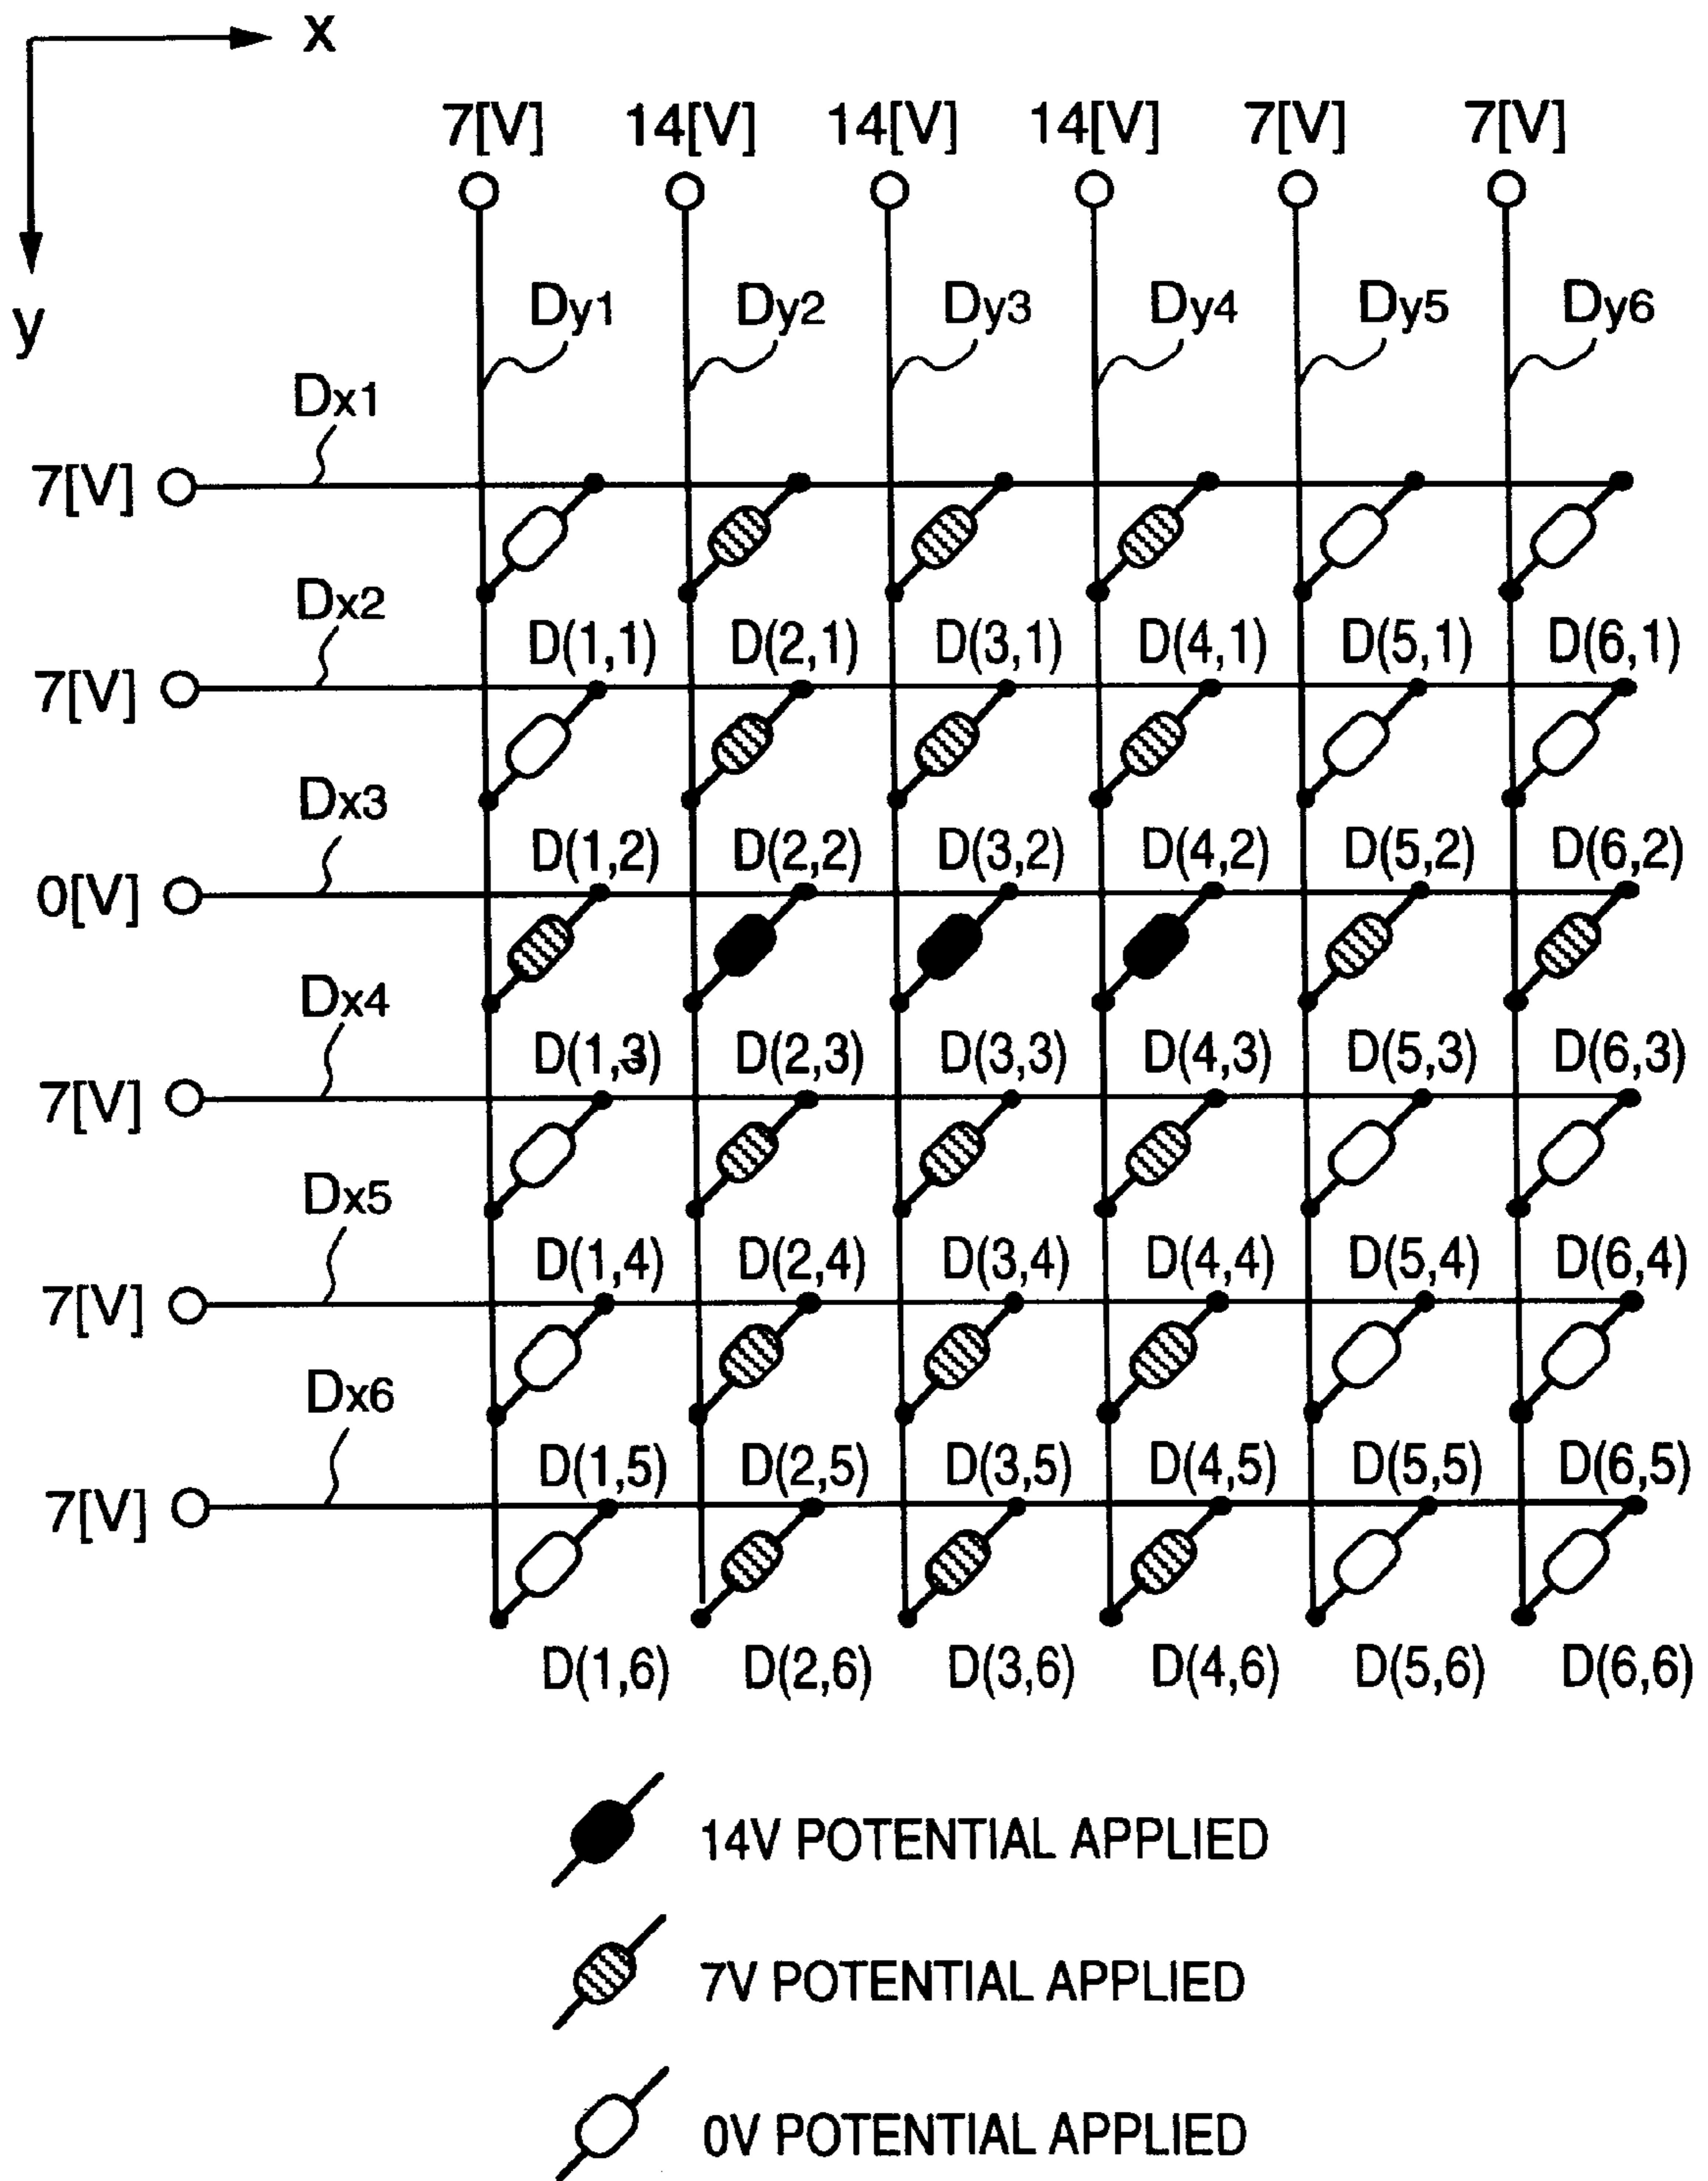 x
7[V] 14[V] 14[V] 14[V] 7[V] 7[V]
y
Dy1 Dy2 Dy3 Dy4 Dy5 Dy6
Dx1
7[V]
Dx2
D(1,1) D(2,1) D(3,1) D(4,1) D(5,1) D(6,1)
7[V]
Dx3
D(1,2) D(2,2) D(3,2) D(4,2) D(5,2) D(6,2)
0[V]
Dx4
D(1,3) D(2,3) D(3,3) D(4,3) D(5,3) D(6,3)
7[V]
Dx5
D(1,4) D(2,4) D(3,4) D(4,4) D(5,4) D(6,4)
7[V]
Dx6
D(1,5) D(2,5) D(3,5) D(4,5) D(5,5) D(6,5)
7[V]
D(1,6) D(2,6) D(3,6) D(4,6) D(5,6) D(6,6)
14V POTENTIAL APPLIED
7V POTENTIAL APPLIED
0V POTENTIAL APPLIED